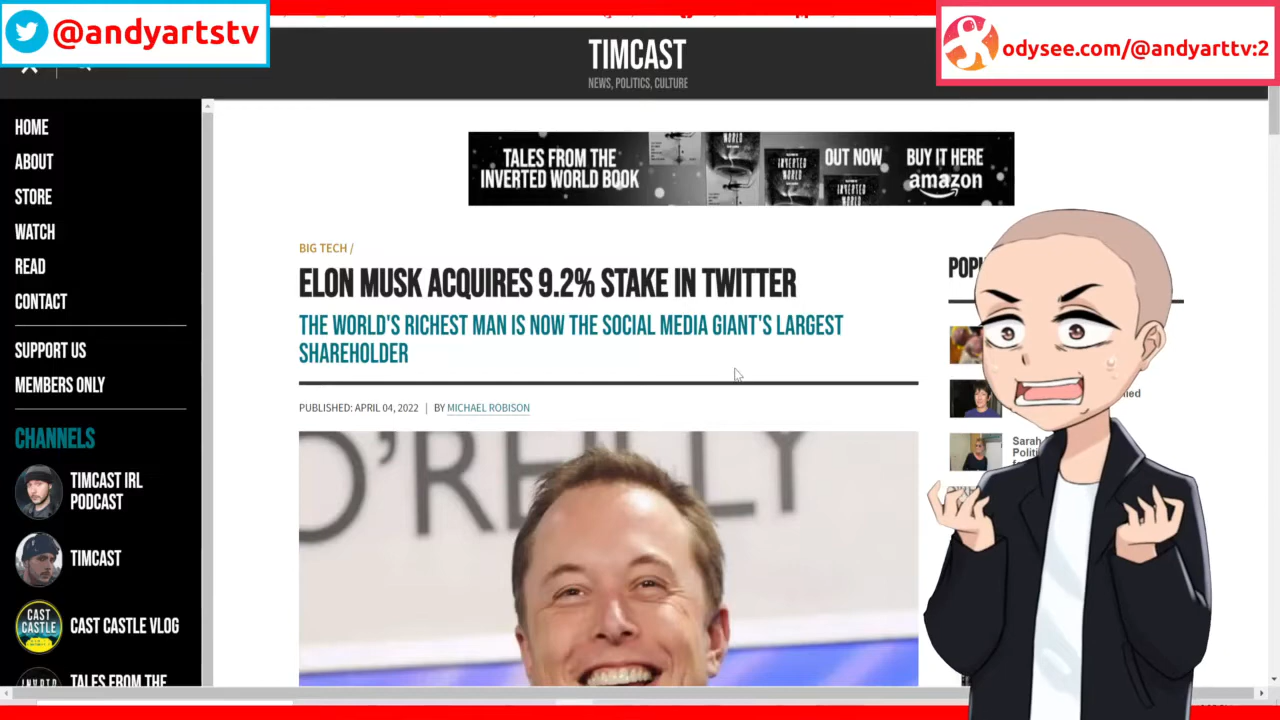 @andyartstv
odysee.com/@andyarttv:2
TIMCAST
NEWS, POLITICS, CULTURE
HOME
ABOUT
STORE
WATCH
READ
CONTACT
SUPPORT US
MEMBERS ONLY
CHANNELS
TIMCAST IRL
PODCAST
TIMCAST
CAST
CASTLE
CAST CASTLE VLOG
TALES FROM THE
TALES FROM THE
INVERTED WORLD BOOK
OUT NOW
BUY IT HERE
amazon
BIG TECH /
ELON MUSK ACQUIRES 9.2% STAKE IN TWITTER
THE WORLD'S RICHEST MAN IS NOW THE SOCIAL MEDIA GIANT'S LARGEST
SHAREHOLDER
PUBLISHED: APRIL 04, 2022 | BY MICHAEL ROBISON
O'REILLY
POP
Sarah
Politi